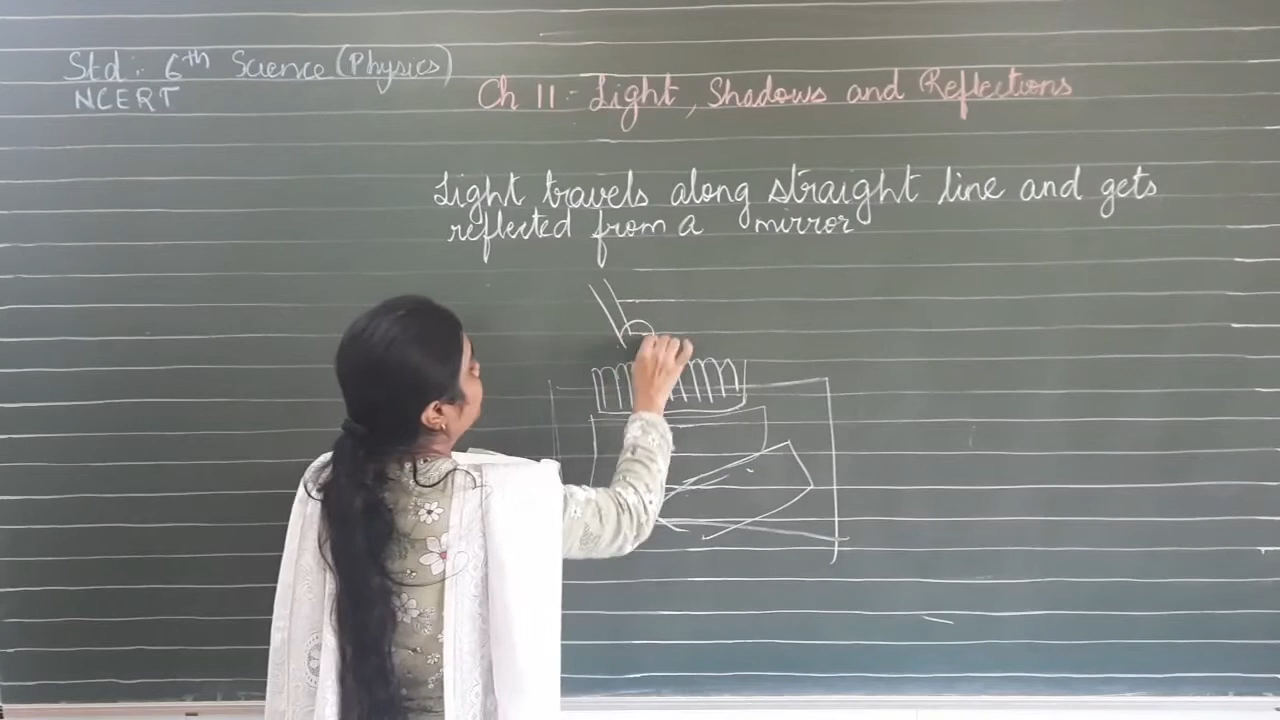 Std :- 6th Science (Physics)
NCERT
Ch 11 :- Light, Shadows and Reflections
Light travels along straight line and gets
reflected from a mirror